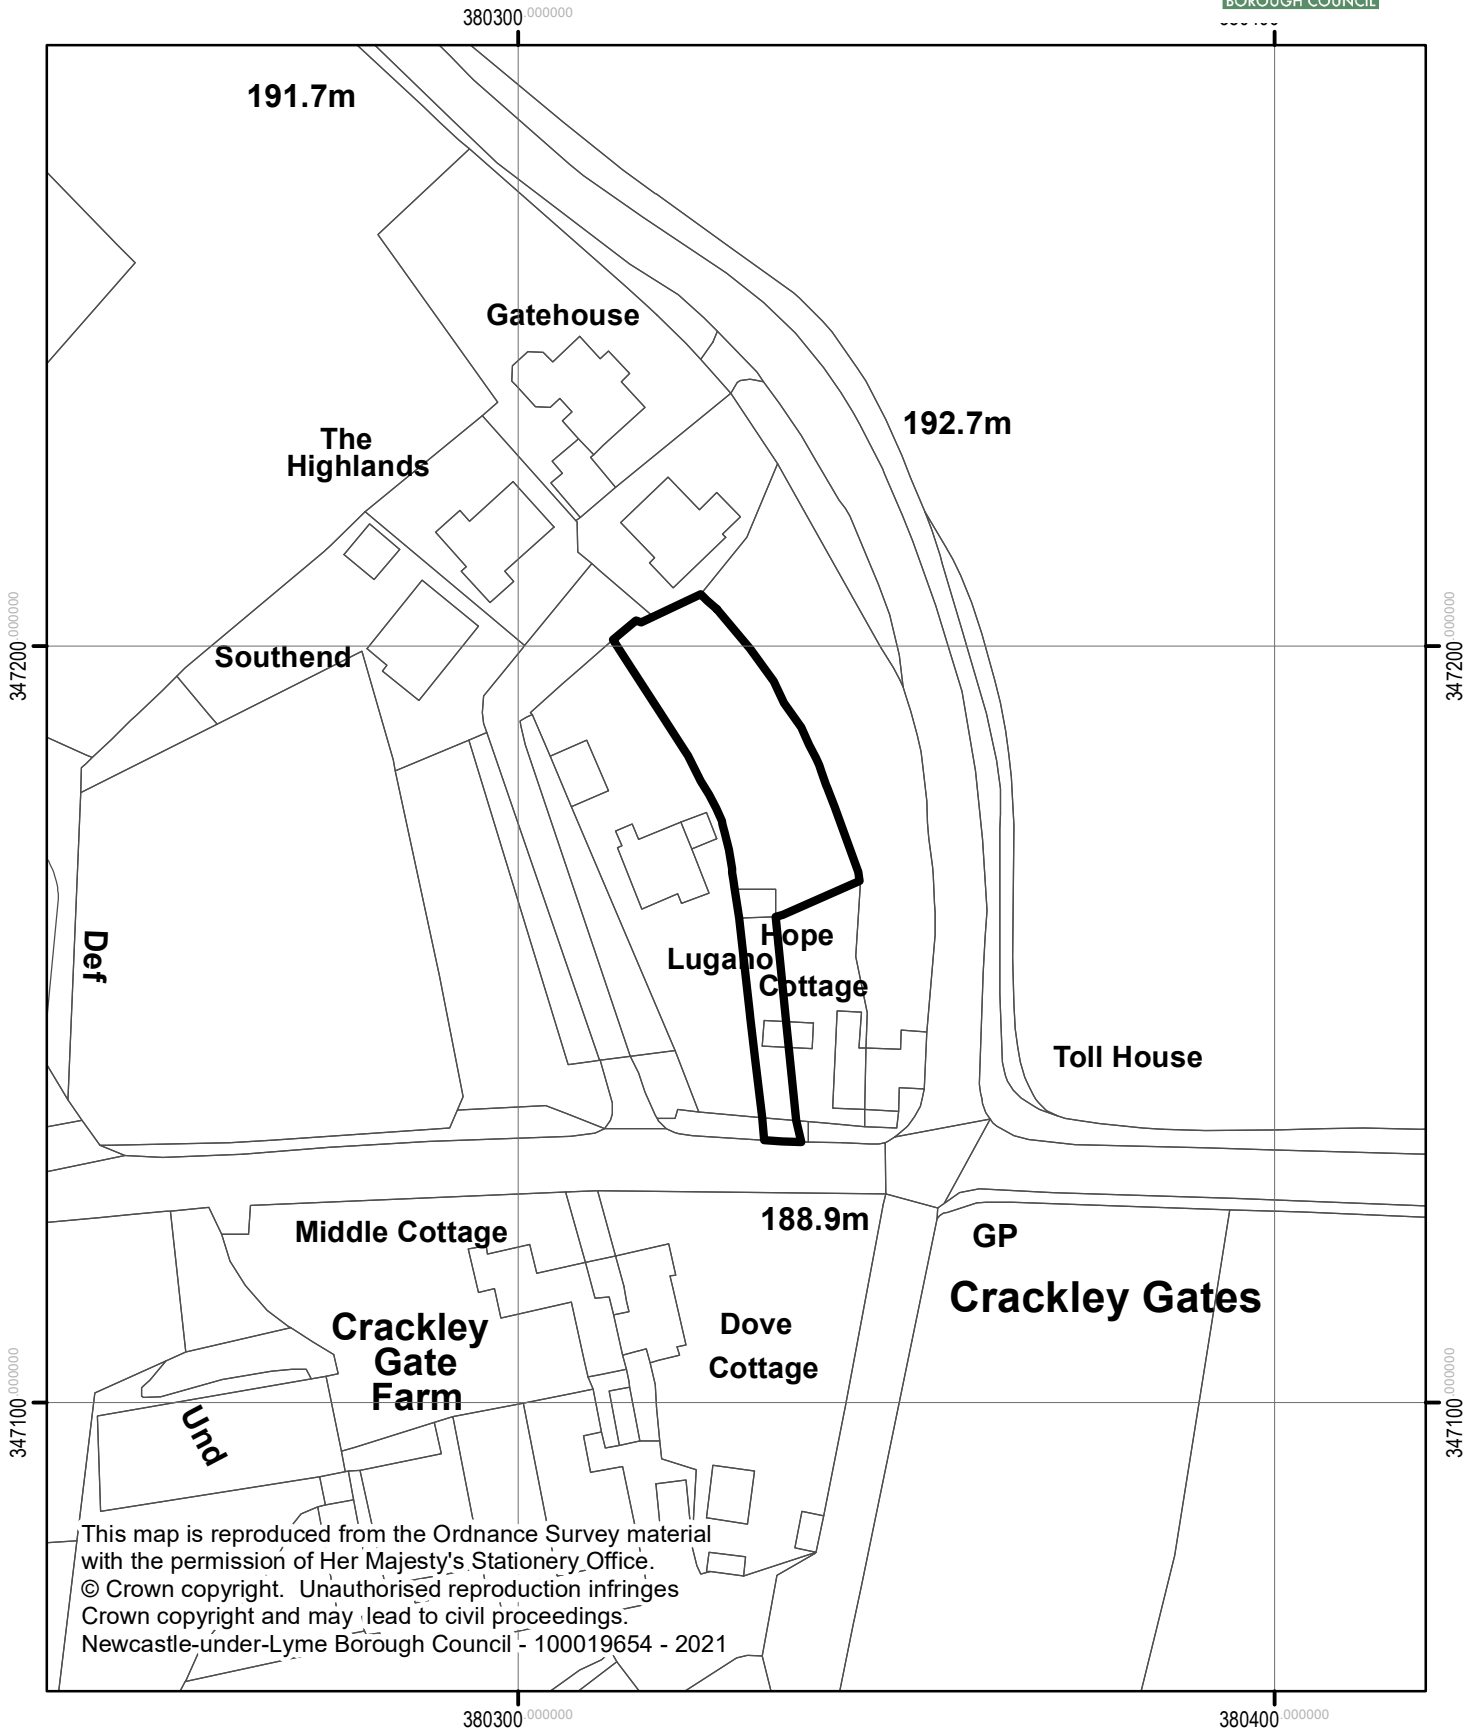 BOROUGH COUNCIL
380300.000000
191.7m
Gatehouse
192.7m
The
Highlands
347200.000000
347200.000000
Southend
Def
Hope
Lugano
Cottage
Toll House
188.9m
Middle Cottage
GP
Crackley Gates
Crackley
Gate
Farm
Dove
Cottage
347100.000000
347100.000000
Und
This map is reproduced from the Ordnance Survey material
with the permission of Her Majesty's Stationery Office.
© Crown copyright. Unauthorised reproduction infringes
Crown copyright and may lead to civil proceedings.
Newcastle-under-Lyme Borough Council - 100019654 - 2021
380300.000000
380400.000000